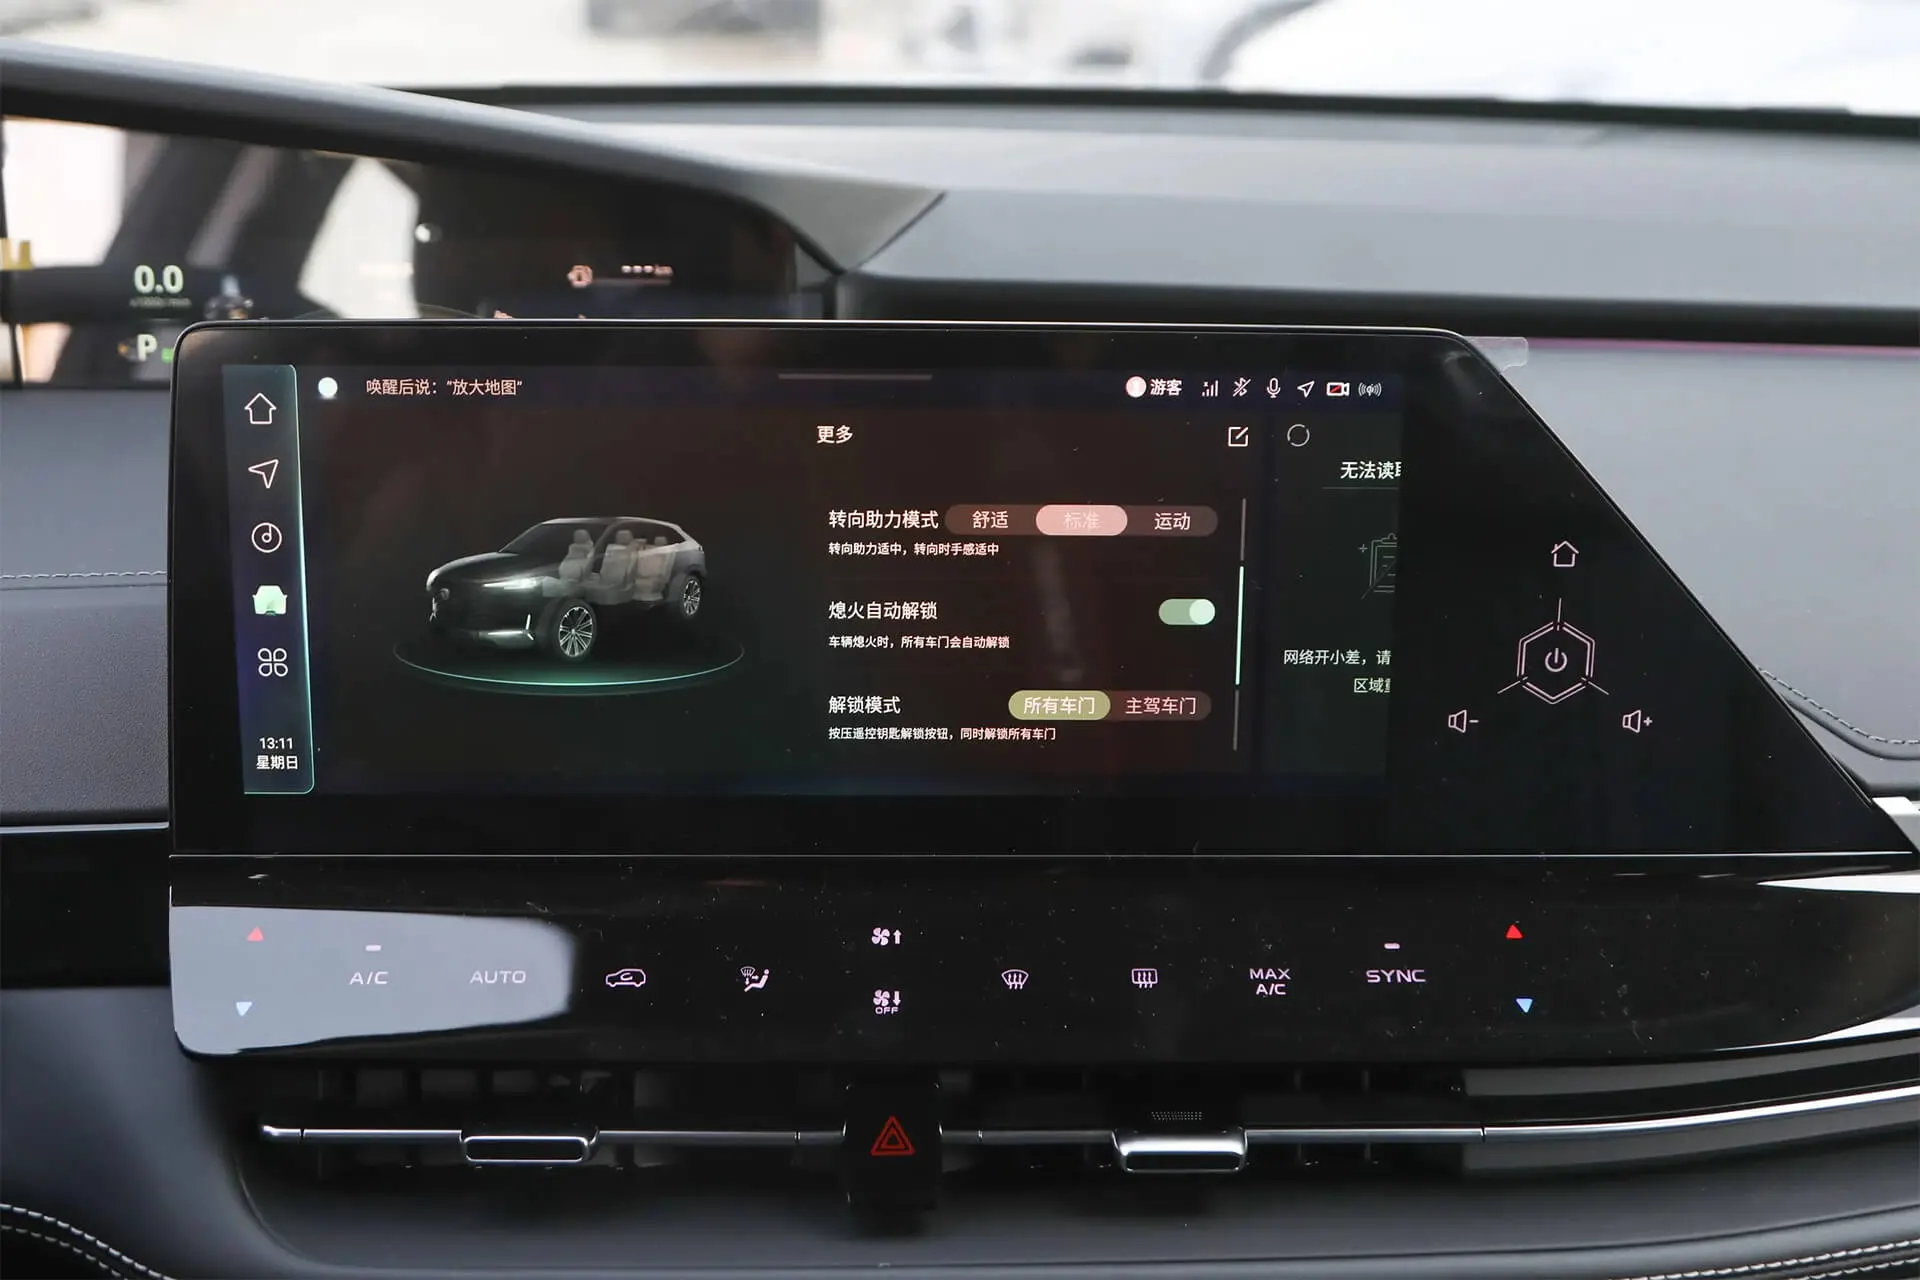 0.0
P
唤醒后说："放大地图"
游客
更多
无法读取
转向助力模式 舒适 标准 运动
转向助力适中，转向时手感适中
熄火自动解锁
车辆熄火时，所有车门会自动解锁
网络开小差，请
区域
解锁模式 所有车门 主驾车门
按压遥控钥匙解锁按钮，同时解锁所有车门
13:11
星期日
A/C
AUTO
OFF
MAX
A/C
SYNC